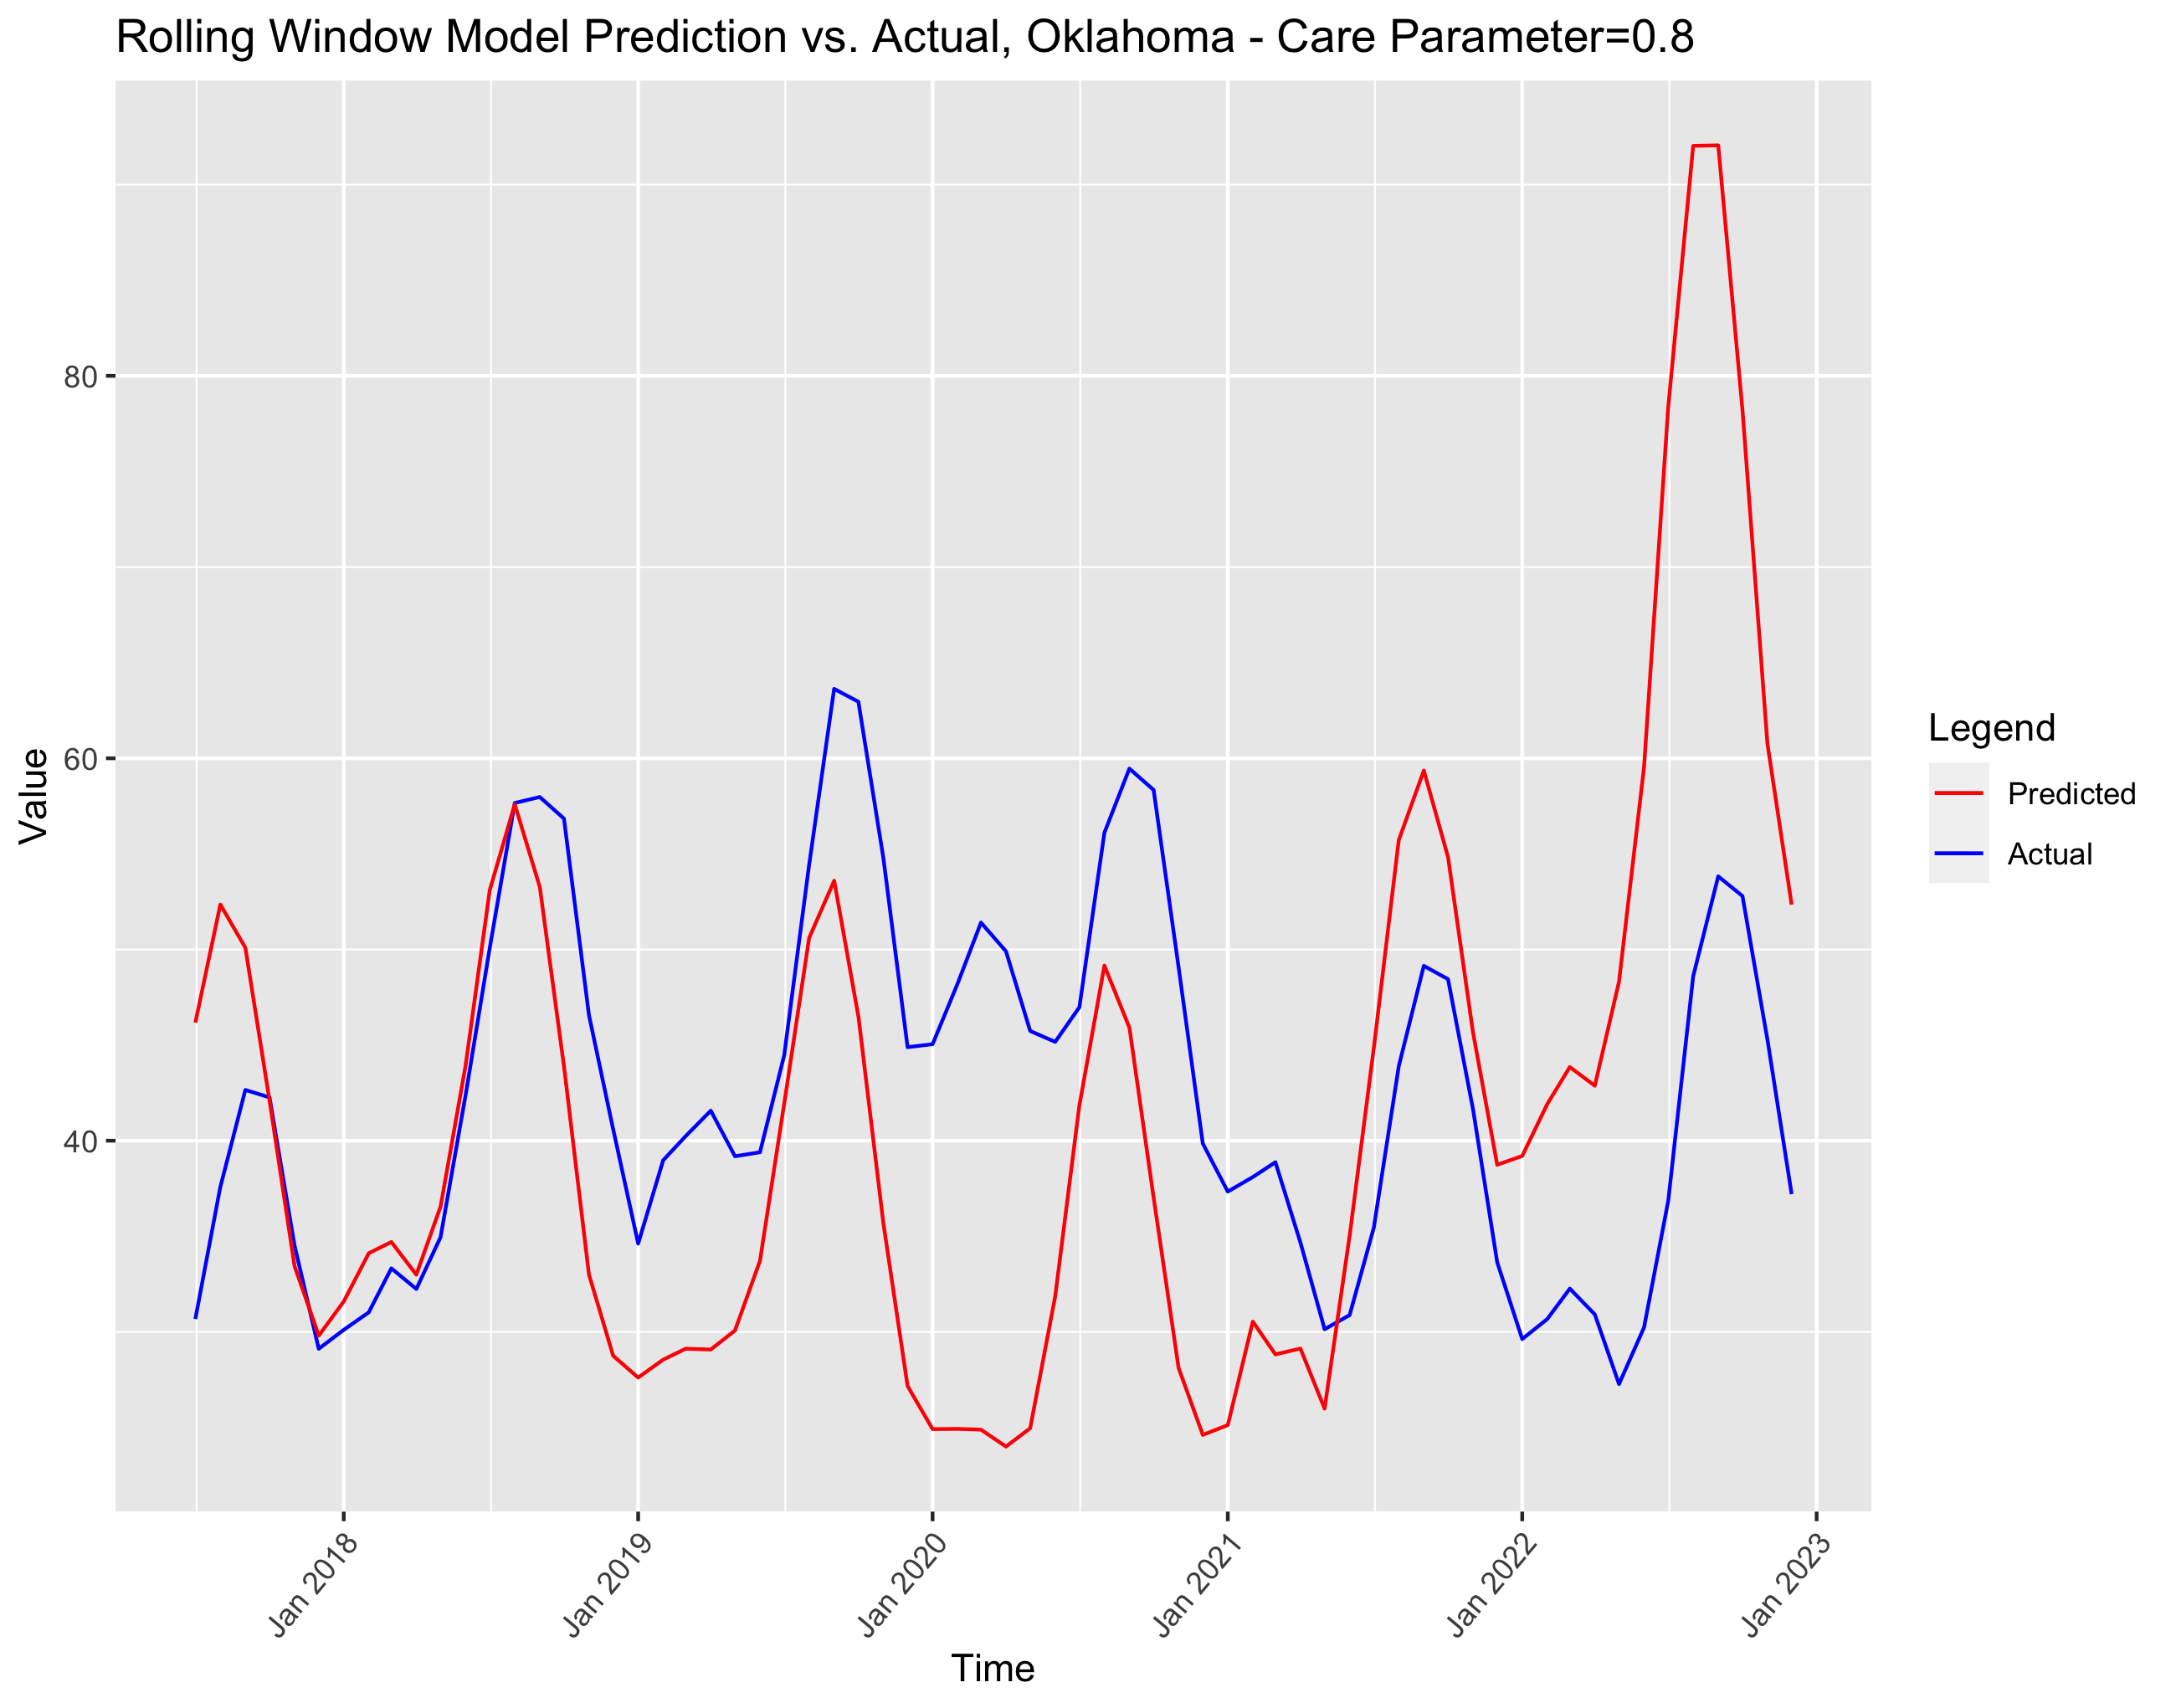 Rolling Window Model Prediction vs. Actual, Oklahoma - Care Parameter=0.8
Value
80
60
40
Jan 2018
Jan 2019
Jan 2020
Jan 2021
Jan 2022
Jan 2023
Time
Legend
Predicted
Actual